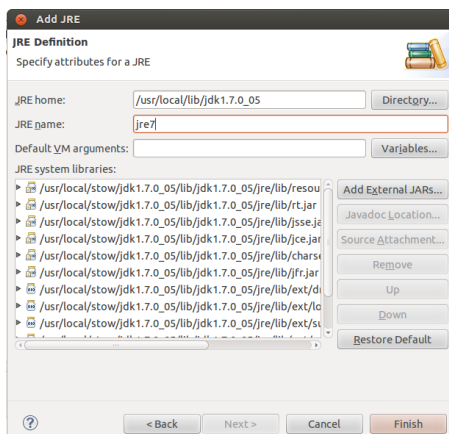 Add JRE
JRE Definition
Specify attributes for a JRE
JRE home: /usr/local/lib/jdk1.7.0_05 Directory...
JRE name: jre7
Default VM arguments: Variables...
JRE system libraries:
/usr/local/stow/jdk1.7.0_05/lib/jdk1.7.0_05/jre/lib/resou
/usr/local/stow/jdk1.7.0_05/lib/jdk1.7.0_05/jre/lib/rt.jar
/usr/local/stow/jdk1.7.0_05/lib/jdk1.7.0_05/jre/lib/jsse.ja
/usr/local/stow/jdk1.7.0_05/lib/jdk1.7.0_05/jre/lib/jce.jar
/usr/local/stow/jdk1.7.0_05/lib/jdk1.7.0_05/jre/lib/charse
/usr/local/stow/jdk1.7.0_05/lib/jdk1.7.0_05/jre/lib/jfr.jar
/usr/local/stow/jdk1.7.0_05/lib/jdk1.7.0_05/jre/lib/ext/dn
/usr/local/stow/jdk1.7.0_05/lib/jdk1.7.0_05/jre/lib/ext/lo
/usr/local/stow/jdk1.7.0_05/lib/jdk1.7.0_05/jre/lib/ext/su
Add External JARs...
Javadoc Location...
Source Attachment...
Remove
Up
Down
Restore Default
? < Back Next > Cancel Finish